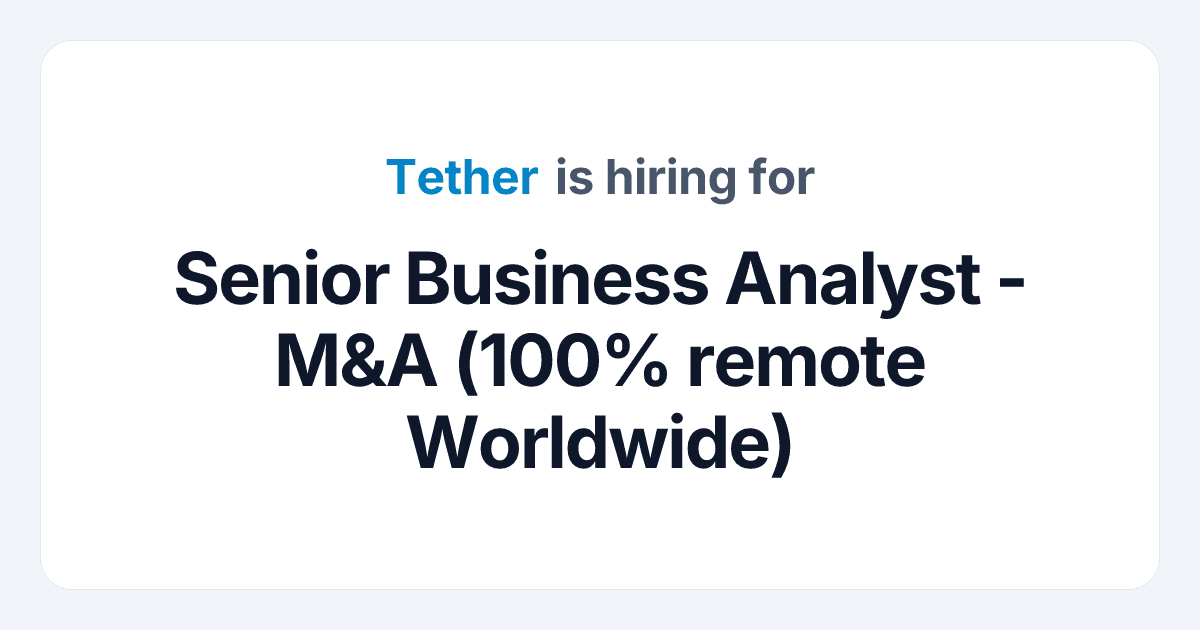 Tether is hiring for
Senior Business Analyst -
M&A (100% remote
Worldwide)